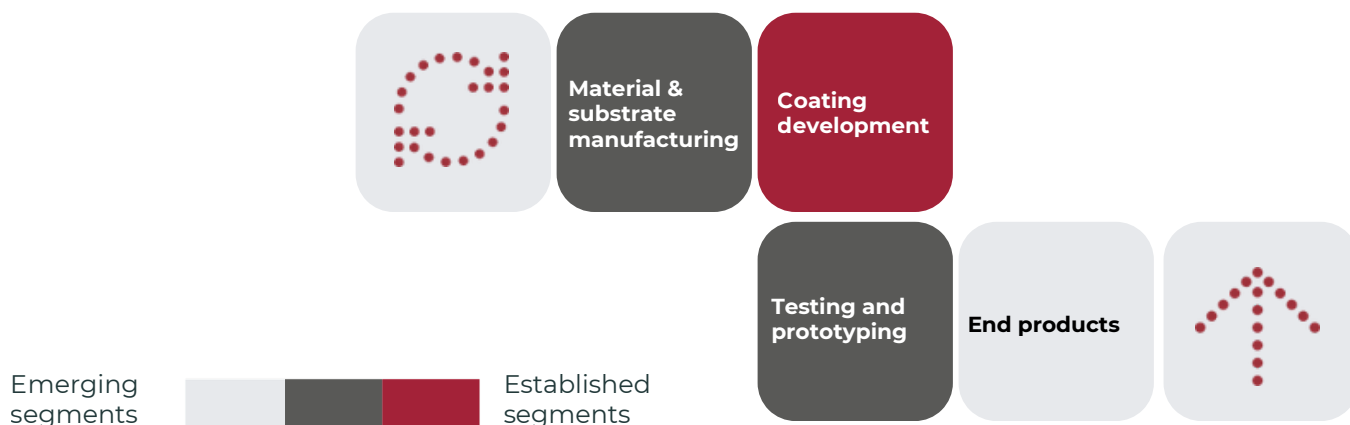 Material &
substrate
manufacturing
Coating
development
Testing and
prototyping
End products
Emerging
segments
Established
segments